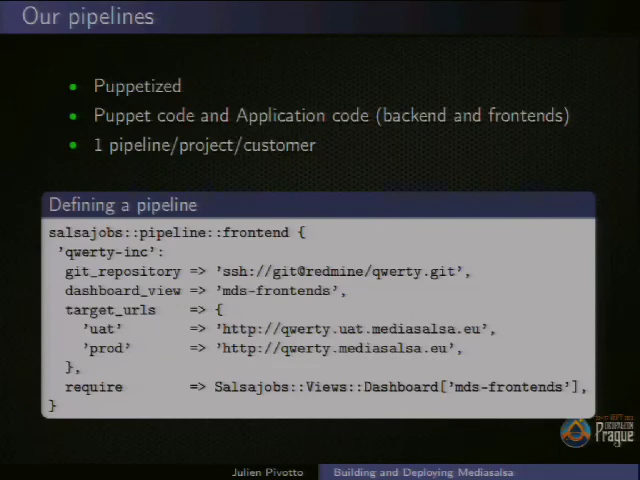 Our pipelines
Puppetized
Puppet code and Application code (backend and frontends)
1 pipeline/project/customer
Defining a pipeline
salsajobs::pipeline::frontend {
'qwerty-inc':
git_repository => 'ssh://git@redmine/qwerty.git',
dashboard_view => 'mds-frontends',
target_urls => {
'uat' => 'http://qwerty.uat.mediasalsa.eu',
'prod' => 'http://qwerty.mediasalsa.eu',
},
require => Salsajobs::Views::Dashboard['mds-frontends'],
}
Prague
Julien Pivotto Building and Deploying Mediasalsa